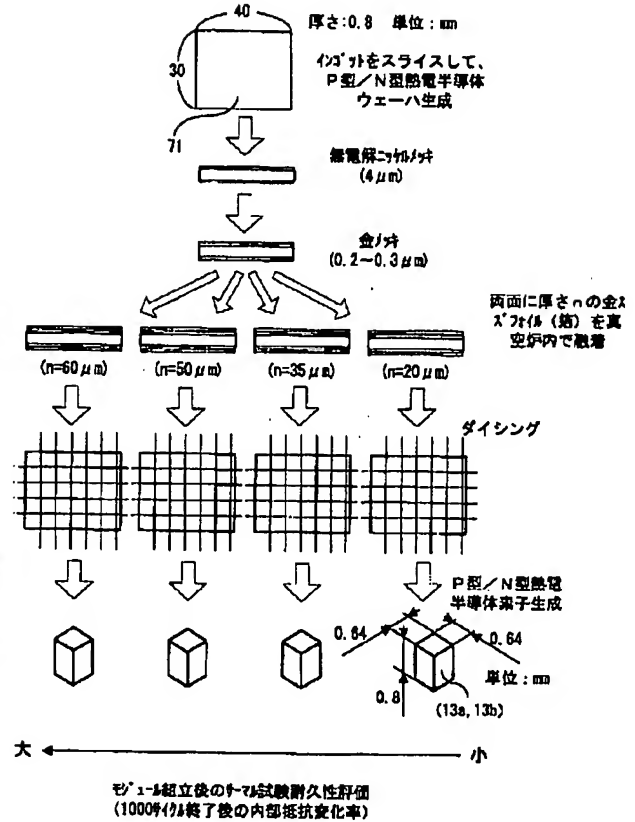 40
厚さ:0.8 単位:mm
30
71
インゴットをスライスして、
P型/N型熱電半導体
ウェーハ生成
無電解ニッケルメッキ
(4μm)
金メッキ
(0.2~0.3μm)
両面に厚さnの金ス
ズフォイル(箔)を真
空炉内で融着
(n=60μm)
(n=50μm)
(n=35μm)
(n=20μm)
ダイシング
P型/N型熱電
半導体素子生成
0.64
0.64
0.8
単位:mm
(13a,13b)
大
小
モジュール組立後のサーマル試験耐久性評価
(1000サイクル終了後の内部抵抗変化率)